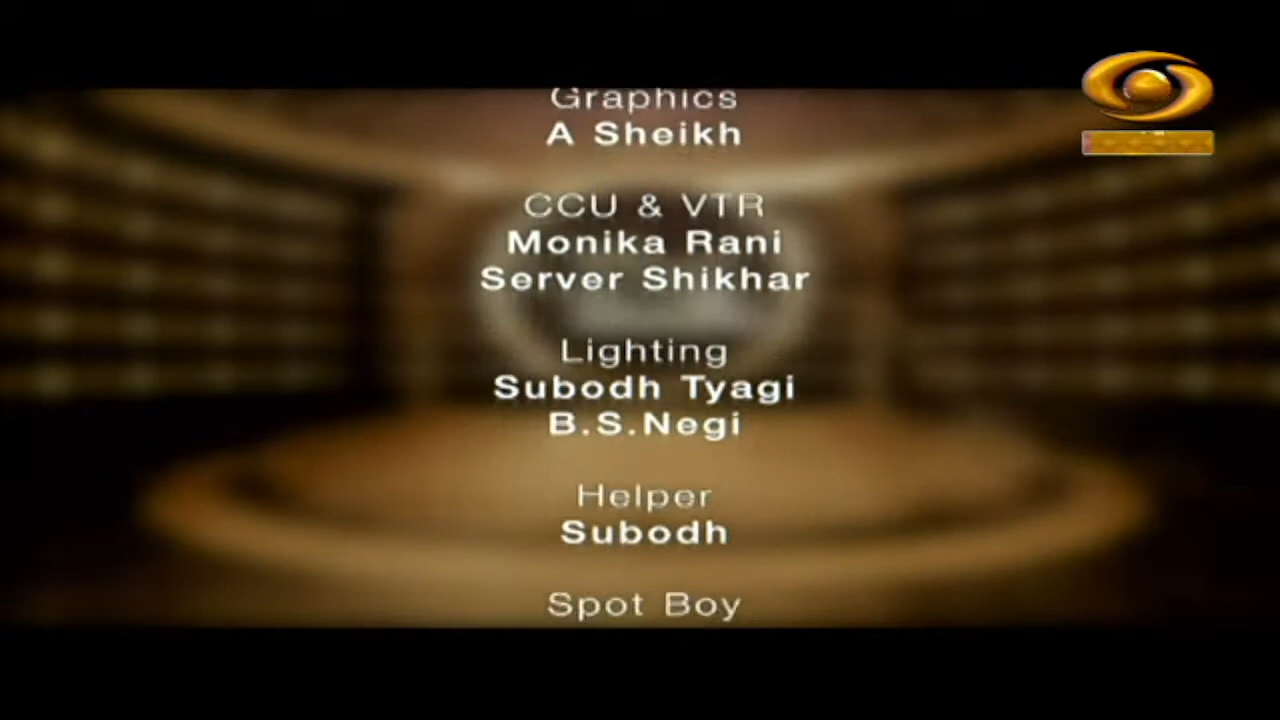 Graphics
A Sheikh
CCU & VTR
Monika Rani
Server Shikhar
Lighting
Subodh Tyagi
B.S.Negi
Helper
Subodh
Spot Boy